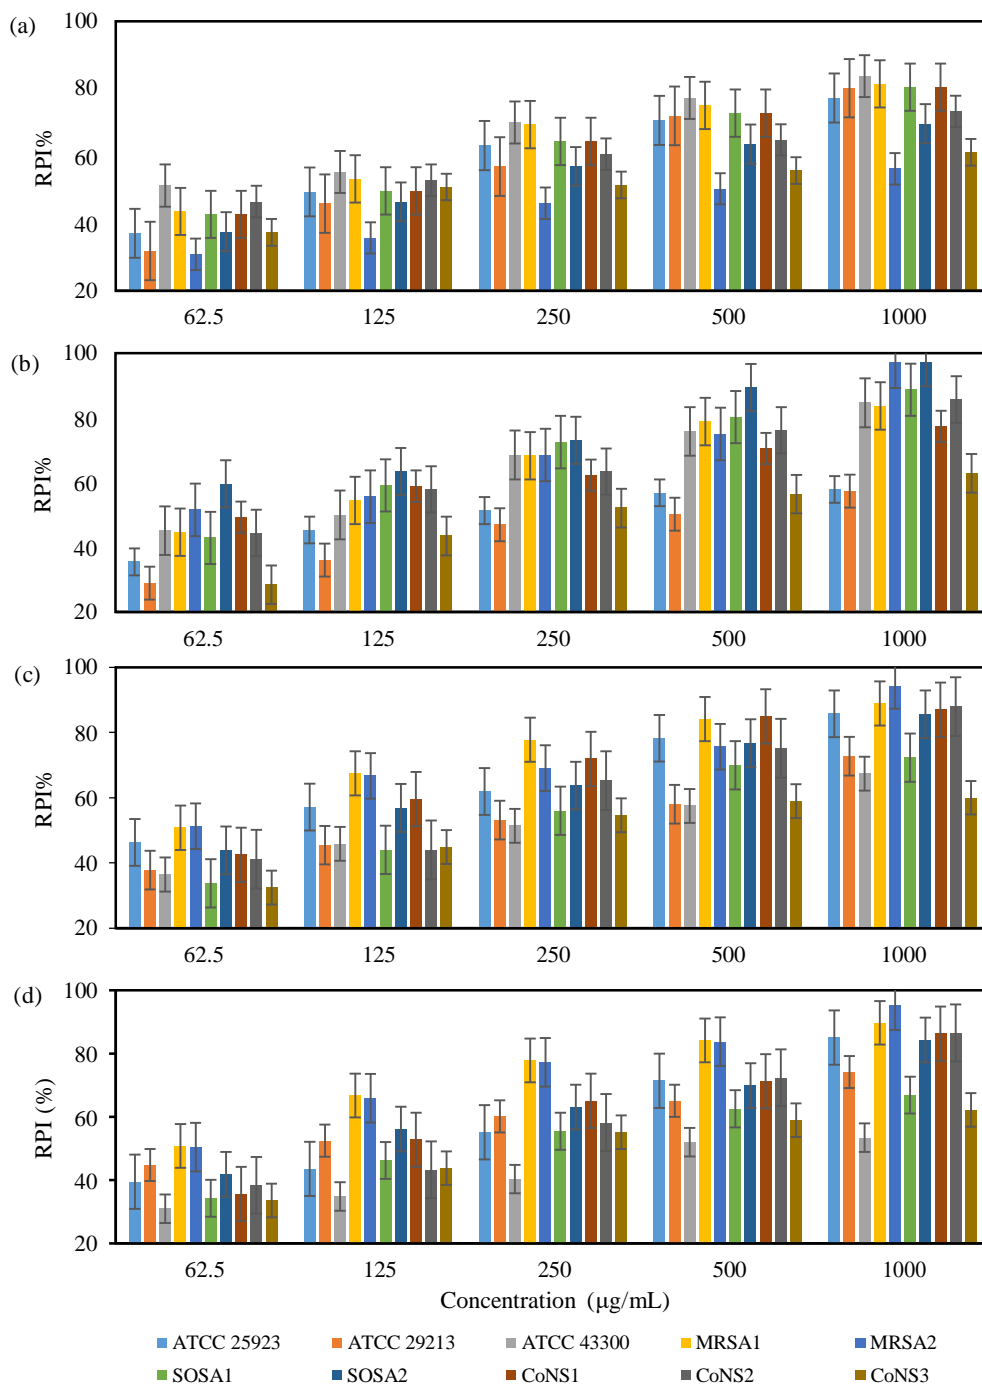 (a)
100
80
60
40
20
RPI%
62.5 125 250 500 1000
(b)
100
80
60
40
20
RPI%
62.5 125 250 500 1000
(c)
100
80
60
40
20
RPI%
62.5 125 250 500 1000
(d)
100
80
60
40
20
RPI (%)
62.5 125 250 500 1000
Concentration (µg/mL)
ATCC 25923 ATCC 29213 ATCC 43300 MRSA1 MRSA2
SOSA1 SOSA2 CoNS1 CoNS2 CoNS3